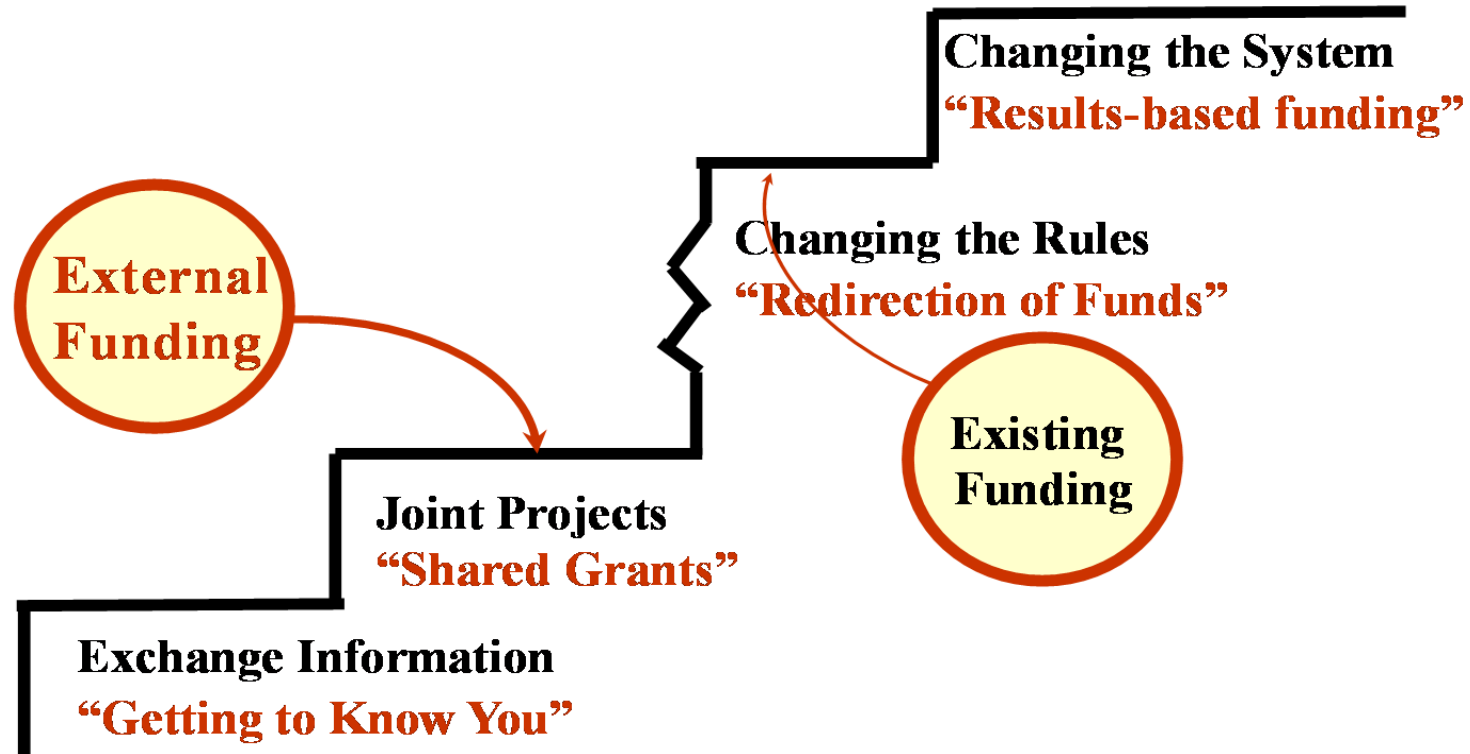 Changing the System
“Results-based funding”
Changing the Rules
“Redirection of Funds”
External
Funding
Existing
Funding
Joint Projects
“Shared Grants”
Exchange Information
“Getting to Know You”